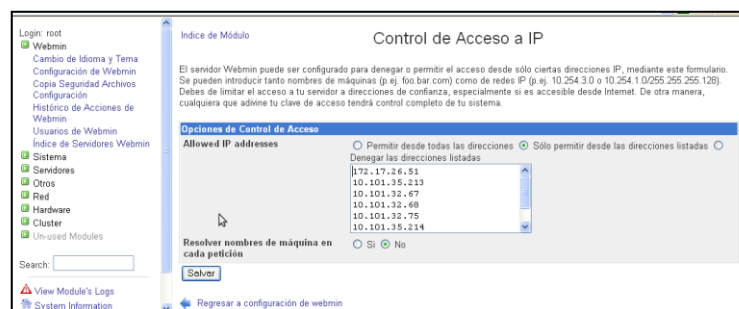 Login: root
Webmin
Cambio de Idioma y Tema
Configuración de Webmin
Copia Seguridad Archivos
Configuración
Histórico de Acciones de
Webmin
Usuarios de Webmin
Índice de Servidores Webmin
Sistema
Servidores
Otros
Red
Hardware
Cluster
Un-used Modules
Search:
View Module's Logs
System Information
Indice de Módulo
Control de Acceso a IP
El servidor Webmin puede ser configurado para denegar o permitir el acceso desde sólo ciertas direcciones IP, mediante este formulario.
Se pueden introducir tanto nombres de máquinas (p.ej. foo.bar.com) como de redes IP (p.ej. 10.254.3.0 o 10.254.1.0/255.255.255.128).
Debes de limitar el acceso a tu servidor a direcciones de confianza, especialmente si es accesible desde Internet. De otra manera,
cualquiera que adivine tu clave de acceso tendrá control completo de tu sistema.
Opciones de Control de Acceso
Allowed IP addresses
Permitir desde todas las direcciones Sólo permitir desde las direcciones listadas
Denegar las direcciones listadas
172.17.26.51
10.101.35.213
10.101.32.67
10.101.32.68
10.101.32.75
10.101.35.214
Resolver nombres de máquina en
cada petición
Si No
Salvar
Regresar a configuración de webmin